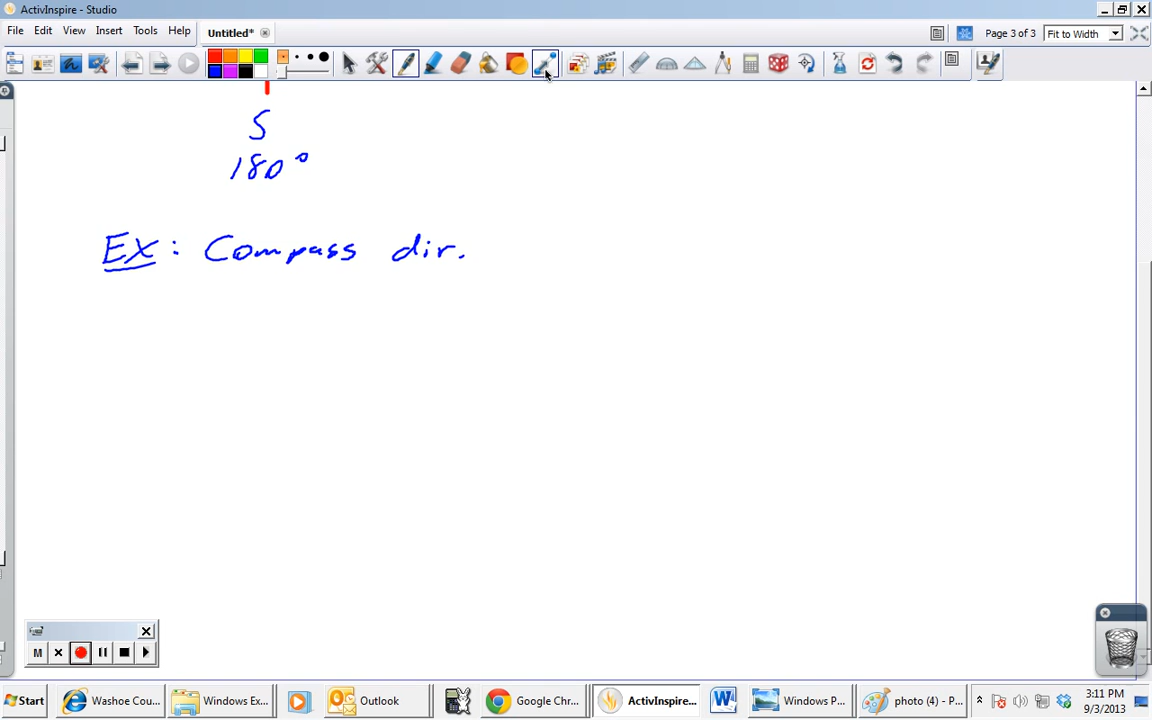 ActivInspire - Studio
File Edit View Insert Tools Help Untitled* Page 3 of 3 Fit to Width
S
180°
Ex: Compass dir.
M
Start Washoe Cou... Windows Ex... Outlook Google Chr... ActivInspire... Windows P... photo (4) - P... 3:11 PM
9/3/2013